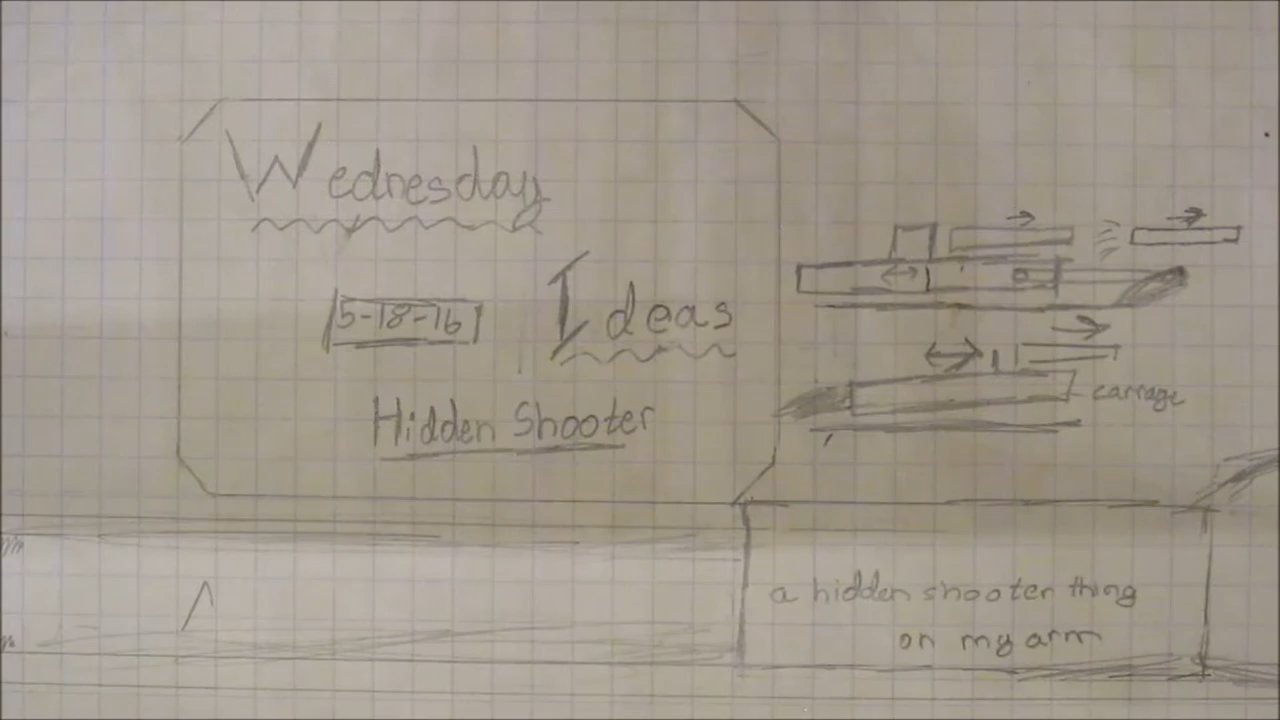 Wednesday
5-18-16
Ideas
Hidden Shooter
carrage
a hidden shooter thing
on my arm